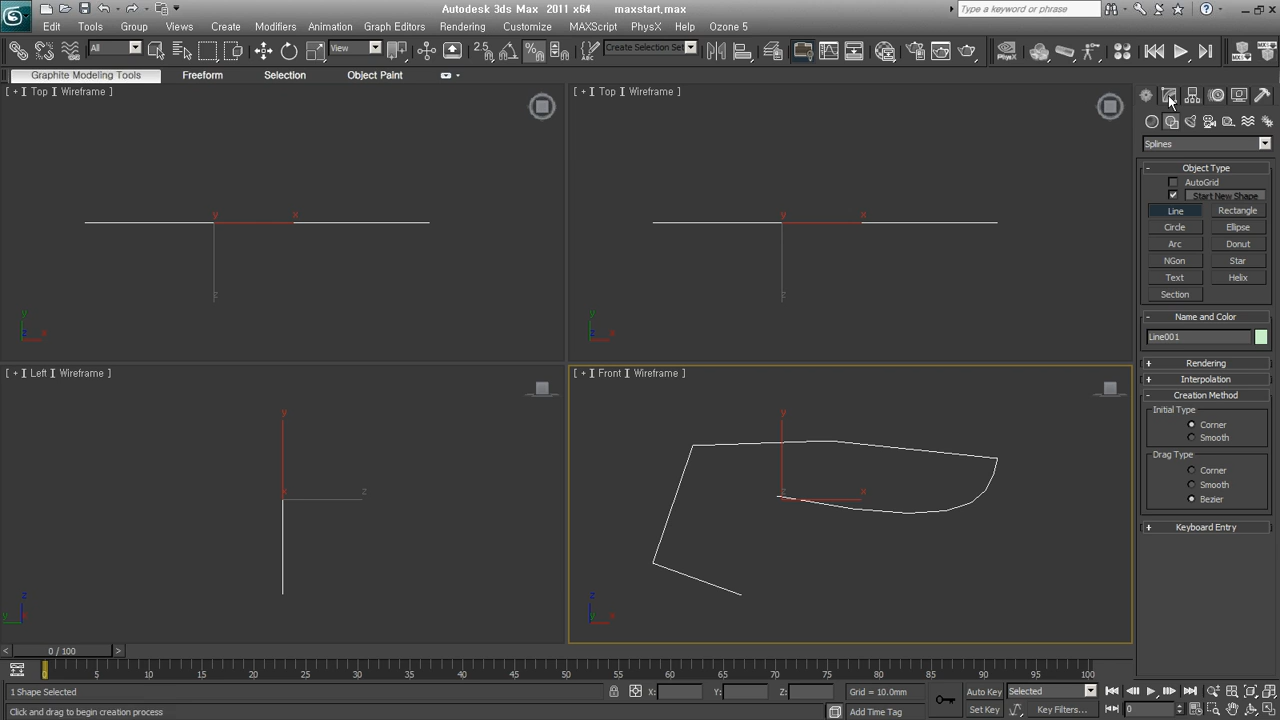 Autodesk 3ds Max 2011 x64 maxstart.max
Type a keyword or phrase
Edit Tools Group Views Create Modifiers Animation Graph Editors Rendering Customize MAXScript Help PhysX Ozone 5
All View Create Selection Set PhysX
Graphite Modeling Tools Freeform Selection Object Paint
[ + ] Top ] Wireframe ]
[ + ] Top ] Wireframe ]
Splines
Object Type
AutoGrid
Start New Shape
Line Rectangle
Circle Ellipse
Arc Donut
NGon Star
Text Helix
Section
Name and Color
Line001
Rendering
Interpolation
Creation Method
Initial Type
Corner
Smooth
Drag Type
Corner
Smooth
Bezier
Keyboard Entry
y x
z
y x
z
y
z x
y
z x
[ + ] Left ] Wireframe ]
[ + ] Front ] Wireframe ]
y
x z
y
z x
z
y x
z
y x
< 0 / 100 >
0 5 10 15 20 25 30 35 40 45 50 55 60 65 70 75 80 85 90 95 100
1 Shape Selected X: Y: Z: Grid = 10.0mm Auto Key Selected
Click and drag to begin creation process Add Time Tag Set Key Key Filters... 0